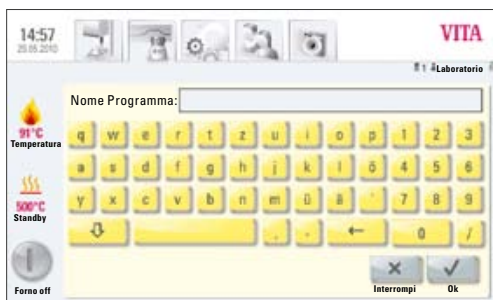 14:57
25.05.2010
VITA
1 Laboratorio
Nome Programma:
91°C
Temperatura
q w e r t z u i o p 1 2 3
a s d f g h j k l ö 4 5 6
500°C
Standby
y x c v b n m ü ä ' 7 8 9
. - 0 /
Forno off
Interrompi Ok